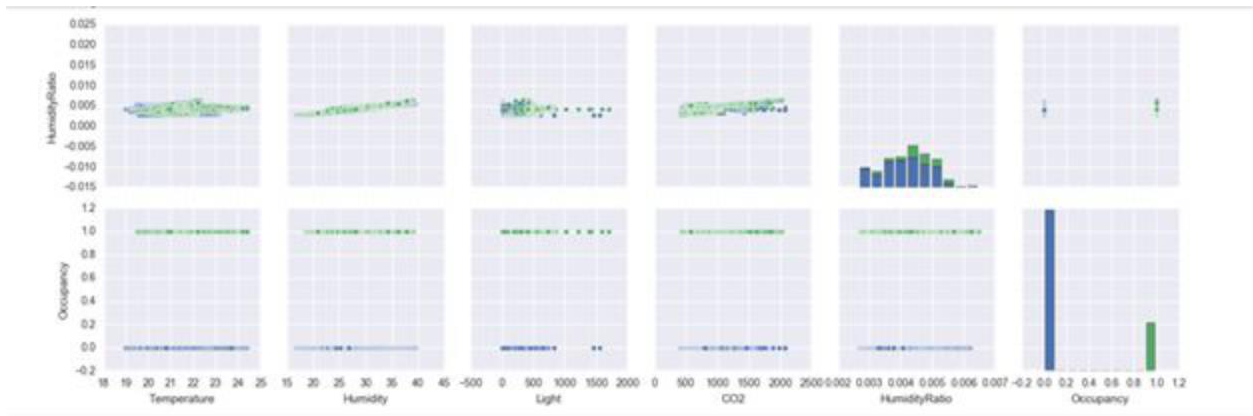 0.025
0.020
0.015
0.010
0.005
0.000
−0.005
−0.010
−0.015
HumidityRatio
1.2
1.0
0.8
0.6
0.4
0.2
0.0
−0.2
Occupancy
18 19 20 21 22 23 24 25
15 20 25 30 35 40 45
−500 0 500 1000 1500 2000
0 500 1000 1500 2000 2500
0.002 0.003 0.004 0.005 0.006 0.007
−0.2 0.0 0.2 0.4 0.6 0.8 1.0 1.2
Temperature Humidity Light CO2 HumidityRatio Occupancy